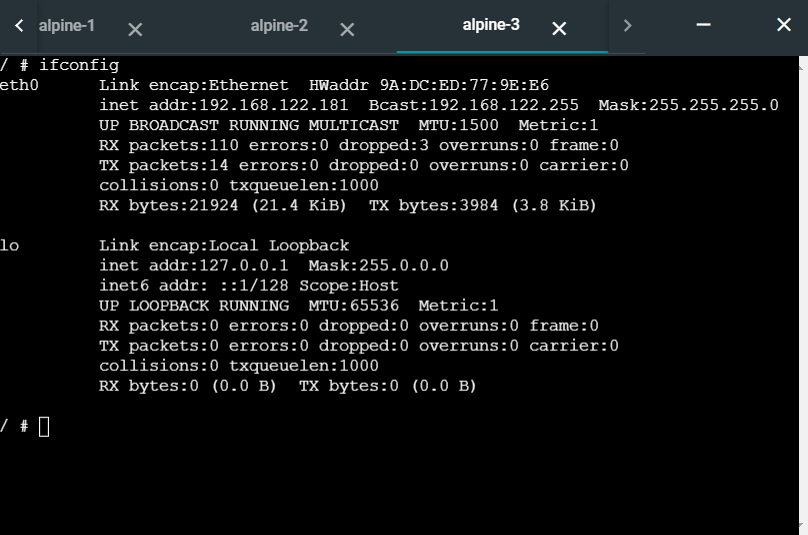 alpine-1 alpine-2 alpine-3
/ # ifconfig
eth0 Link encap:Ethernet HWaddr 9A:DC:ED:77:9E:E6
inet addr:192.168.122.181 Bcast:192.168.122.255 Mask:255.255.255.0
UP BROADCAST RUNNING MULTICAST MTU:1500 Metric:1
RX packets:110 errors:0 dropped:3 overruns:0 frame:0
TX packets:14 errors:0 dropped:0 overruns:0 carrier:0
collisions:0 txqueuelen:1000
RX bytes:21924 (21.4 KiB) TX bytes:3984 (3.8 KiB)
lo Link encap:Local Loopback
inet addr:127.0.0.1 Mask:255.0.0.0
inet6 addr: ::1/128 Scope:Host
UP LOOPBACK RUNNING MTU:65536 Metric:1
RX packets:0 errors:0 dropped:0 overruns:0 frame:0
TX packets:0 errors:0 dropped:0 overruns:0 carrier:0
collisions:0 txqueuelen:1000
RX bytes:0 (0.0 B) TX bytes:0 (0.0 B)
/ #